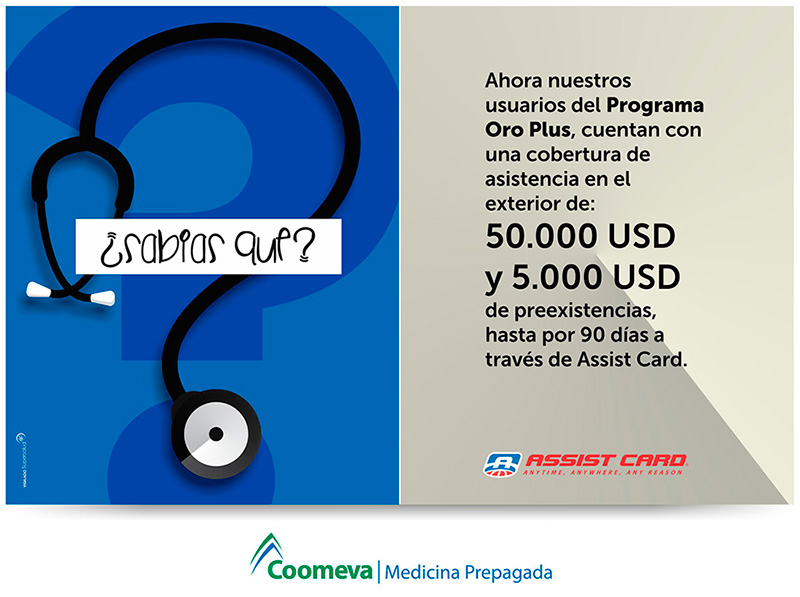 ¿sabias que?
Ahora nuestros
usuarios del Programa
Oro Plus, cuentan con
una cobertura de
asistencia en el
exterior de:
50.000 USD
y 5.000 USD
de preexistencias,
hasta por 90 días a
través de Assist Card.
ASSIST CARD
ANYTIME, ANYWHERE, ANY REASON
Coomeva | Medicina Prepagada